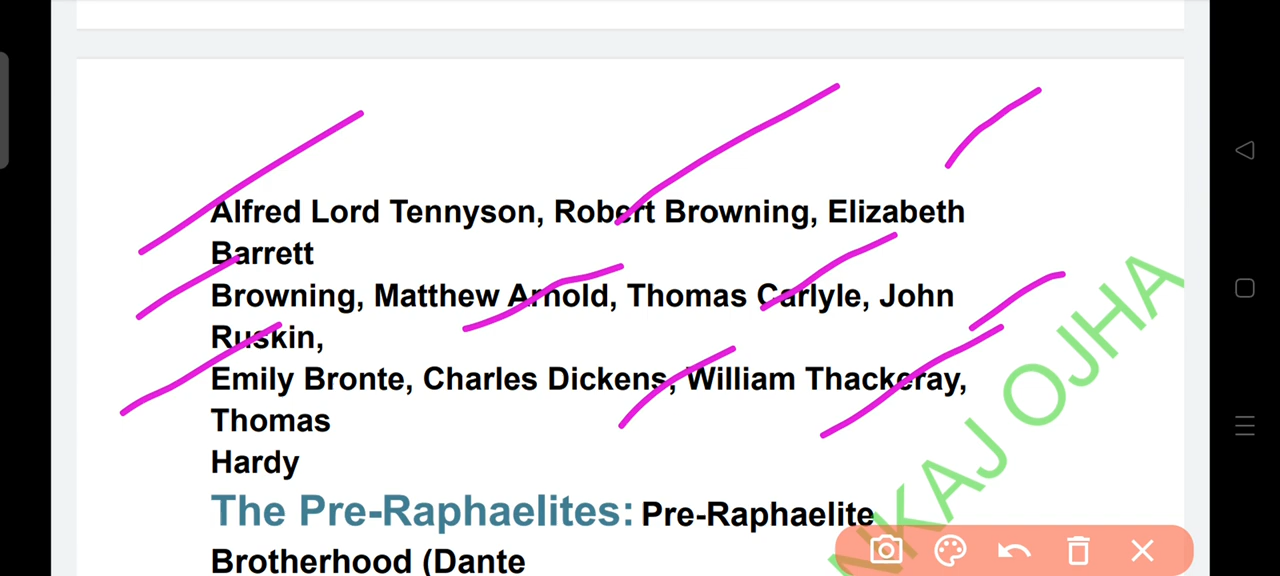 Alfred Lord Tennyson, Robert Browning, Elizabeth
Barrett
Browning, Matthew Arnold, Thomas Carlyle, John
Ruskin,
Emily Bronte, Charles Dickens, William Thackeray,
Thomas
Hardy
The Pre-Raphaelites: Pre-Raphaelite
Brotherhood (Dante
OJHA